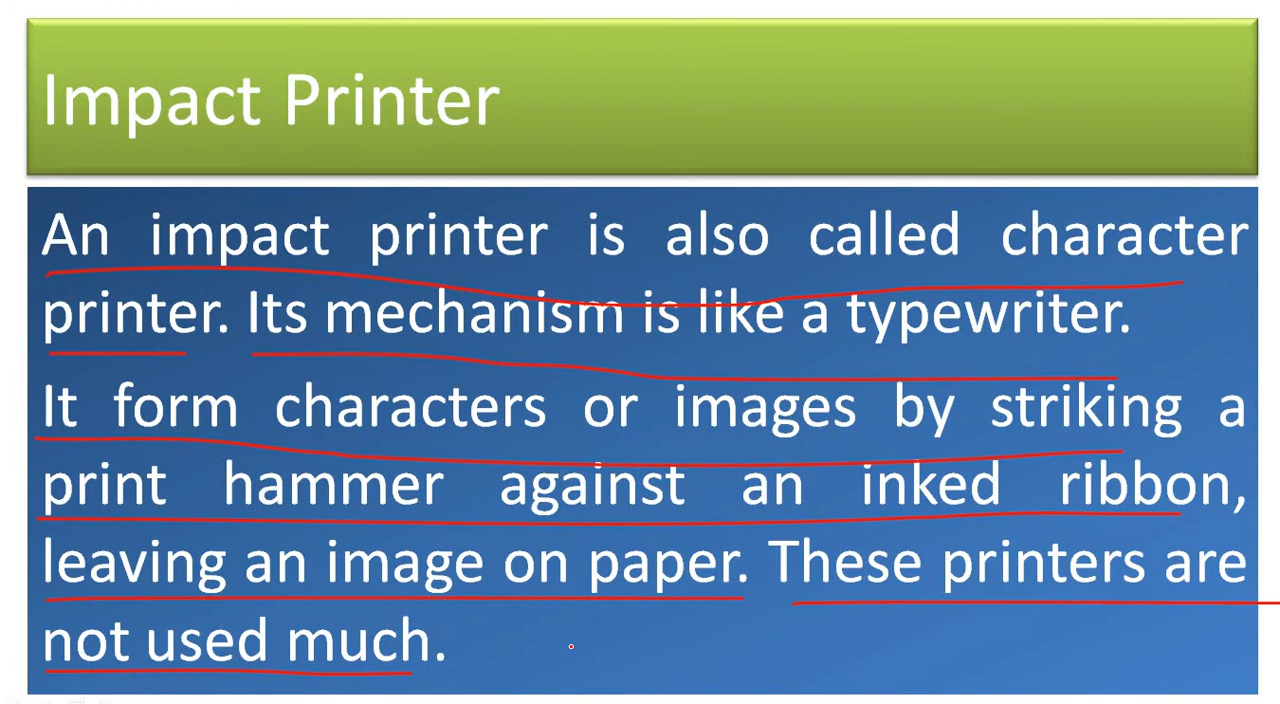 Impact Printer
An impact printer is also called character
printer. Its mechanism is like a typewriter.
It form characters or images by striking a
print hammer against an inked ribbon,
leaving an image on paper. These printers are
not used much.